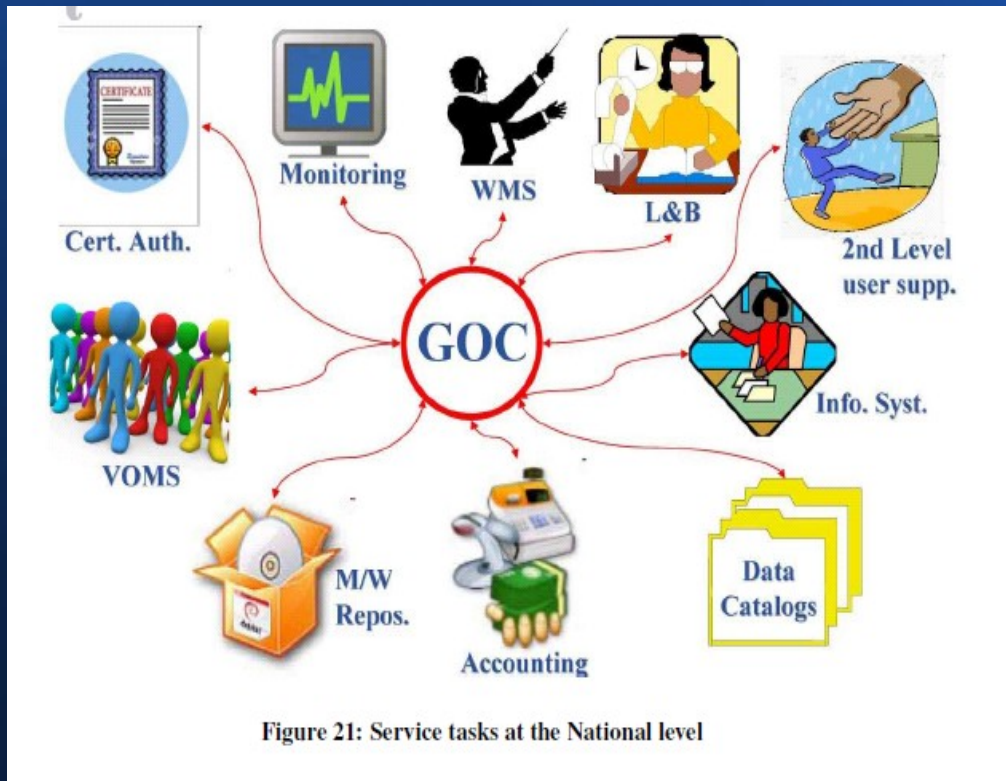 CERTIFICATE
Monitoring
WMS
L&B
Cert. Auth.
2nd Level
user supp.
GOC
Info. Syst.
VOMS
M/W
Repos.
Data
Catalogs
Accounting
Figure 21: Service tasks at the National level